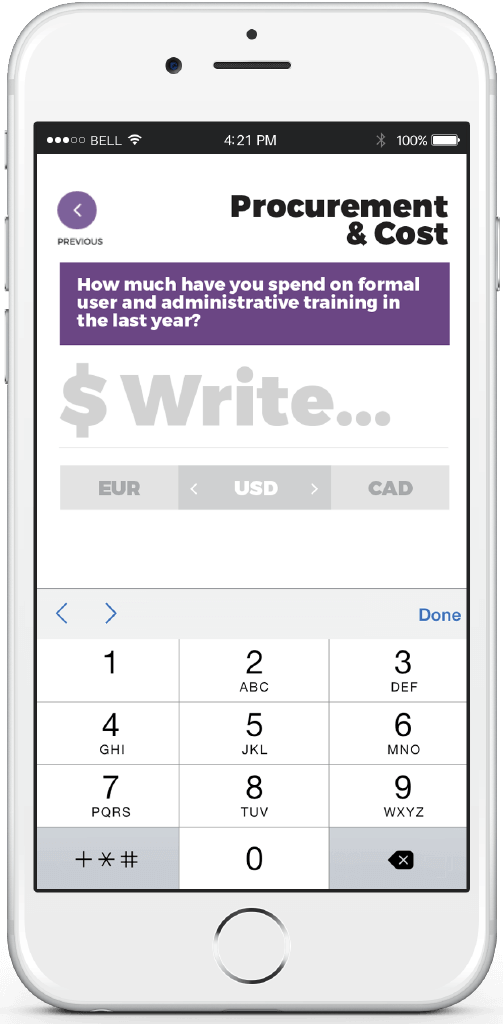 BELL 4:21 PM 100%
PREVIOUS
Procurement
& Cost
How much have you spend on formal
user and administrative training in
the last year?
$ Write...
EUR < USD > CAD
< > Done
1 2 3
ABC DEF
4 5 6
GHI JKL MNO
7 8 9
PQRS TUV WXYZ
+*# 0